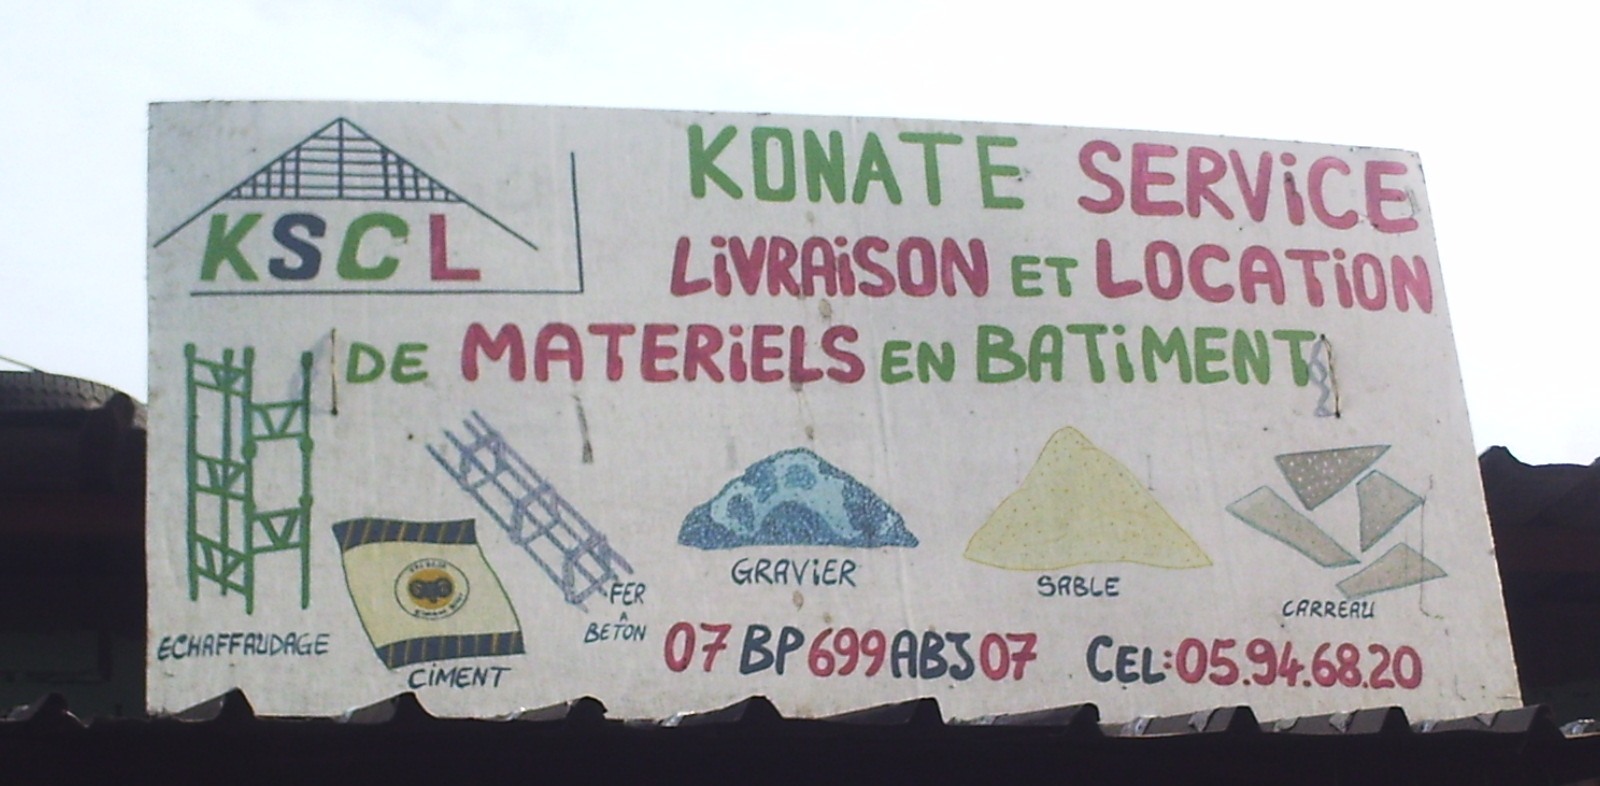 KSCL
KONATE SERViCE
LiVRAiSON ET LOCATiON
DE MATERiELS EN BATiMENT
ECHAFFAUDAGE
CiMENT
FER
A
BETON
GRAViER
SABLE
CARREAU
07 BP 699 ABJ 07 CEL:05.94.68.20